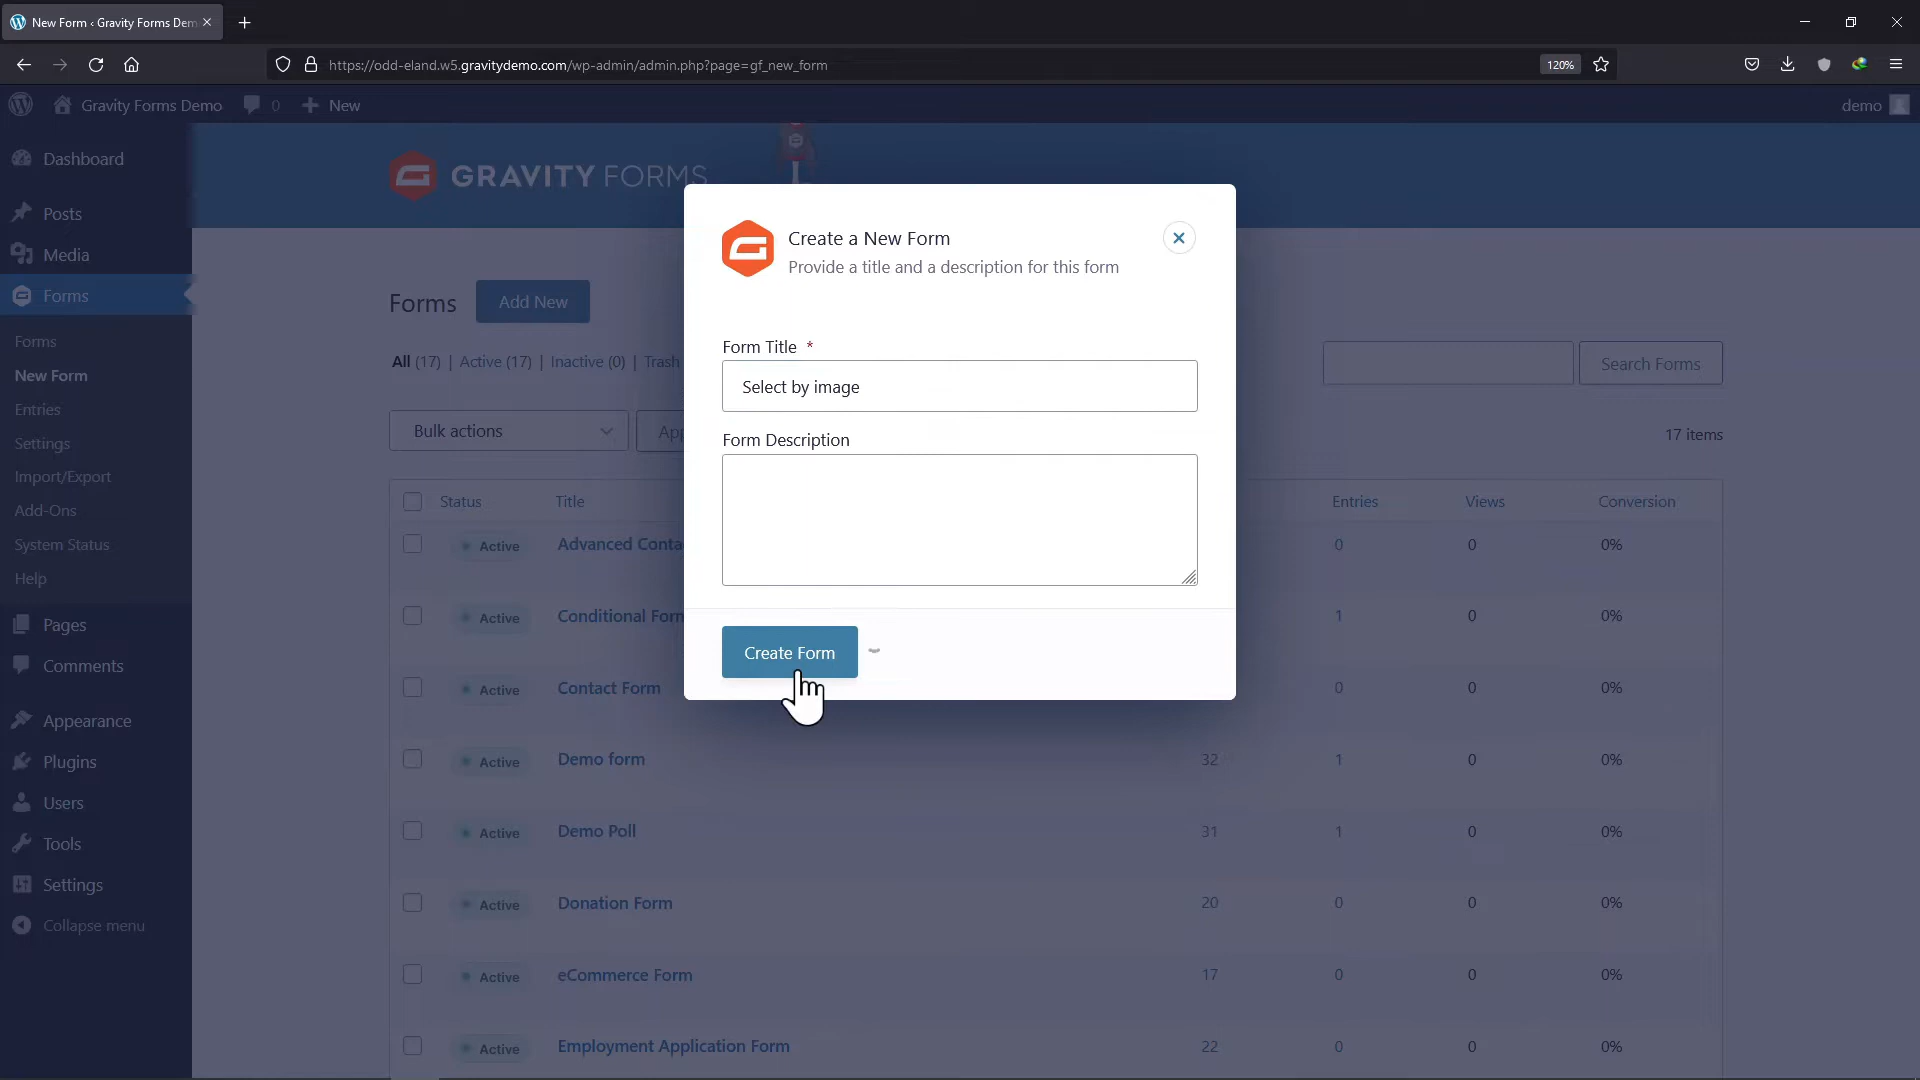 New Form ‹ Gravity Forms Dem
https://odd-eland.w5.gravitydemo.com/wp-admin/admin.php?page=gf_new_form
120%
Gravity Forms Demo
0
New
demo
Dashboard
Posts
Media
Forms
Forms
New Form
Entries
Settings
Import/Export
Add-Ons
System Status
Help
Pages
Comments
Appearance
Plugins
Users
Tools
Settings
Collapse menu
GRAVITY FORMS
Forms
Add New
All (17) | Active (17) | Inactive (0) | Trash
Search Forms
Bulk actions
17 items
Status Title Entries Views Conversion
Active Advanced 0 0 0%
Active Conditional Form 1 0 0%
Active Contact Form 0 0 0%
Active Demo form 32 1 0 0%
Active Demo Poll 31 1 0 0%
Active Donation Form 20 0 0 0%
Active eCommerce Form 17 0 0 0%
Active Employment Application Form 22 0 0 0%
Create a New Form
Provide a title and a description for this form
Form Title *
Select by image
Form Description
Create Form